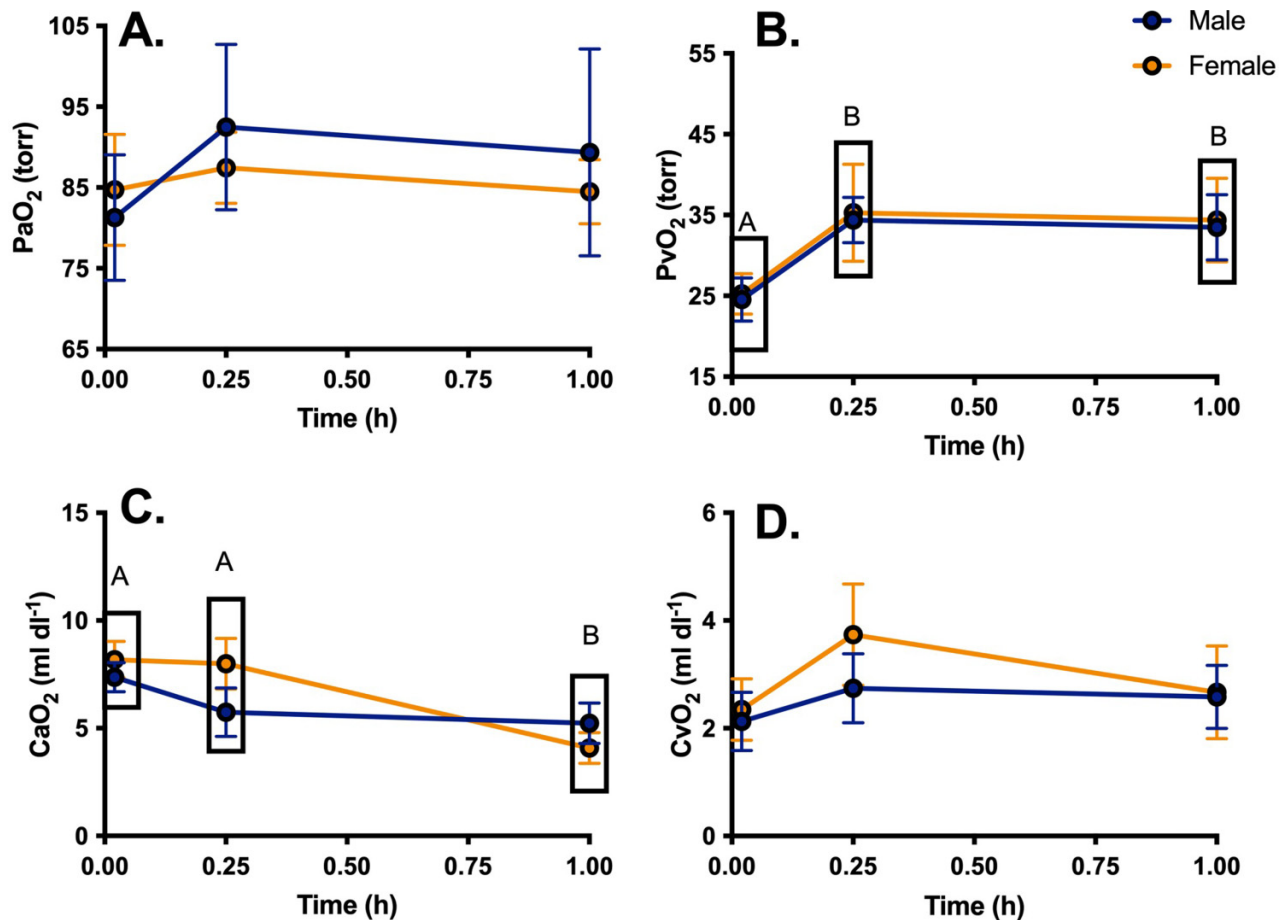 A.
PaO2 (torr)
105
95
85
75
65
0.00 0.25 0.50 0.75 1.00
Time (h)
B.
Male
Female
PvO2 (torr)
55
45
35
25
15
A
B
B
0.00 0.25 0.50 0.75 1.00
Time (h)
C.
CaO2 (ml dl-1)
15
10
5
0
A
A
B
0.00 0.25 0.50 0.75 1.00
Time (h)
D.
CvO2 (ml dl-1)
6
4
2
0
0.00 0.25 0.50 0.75 1.00
Time (h)